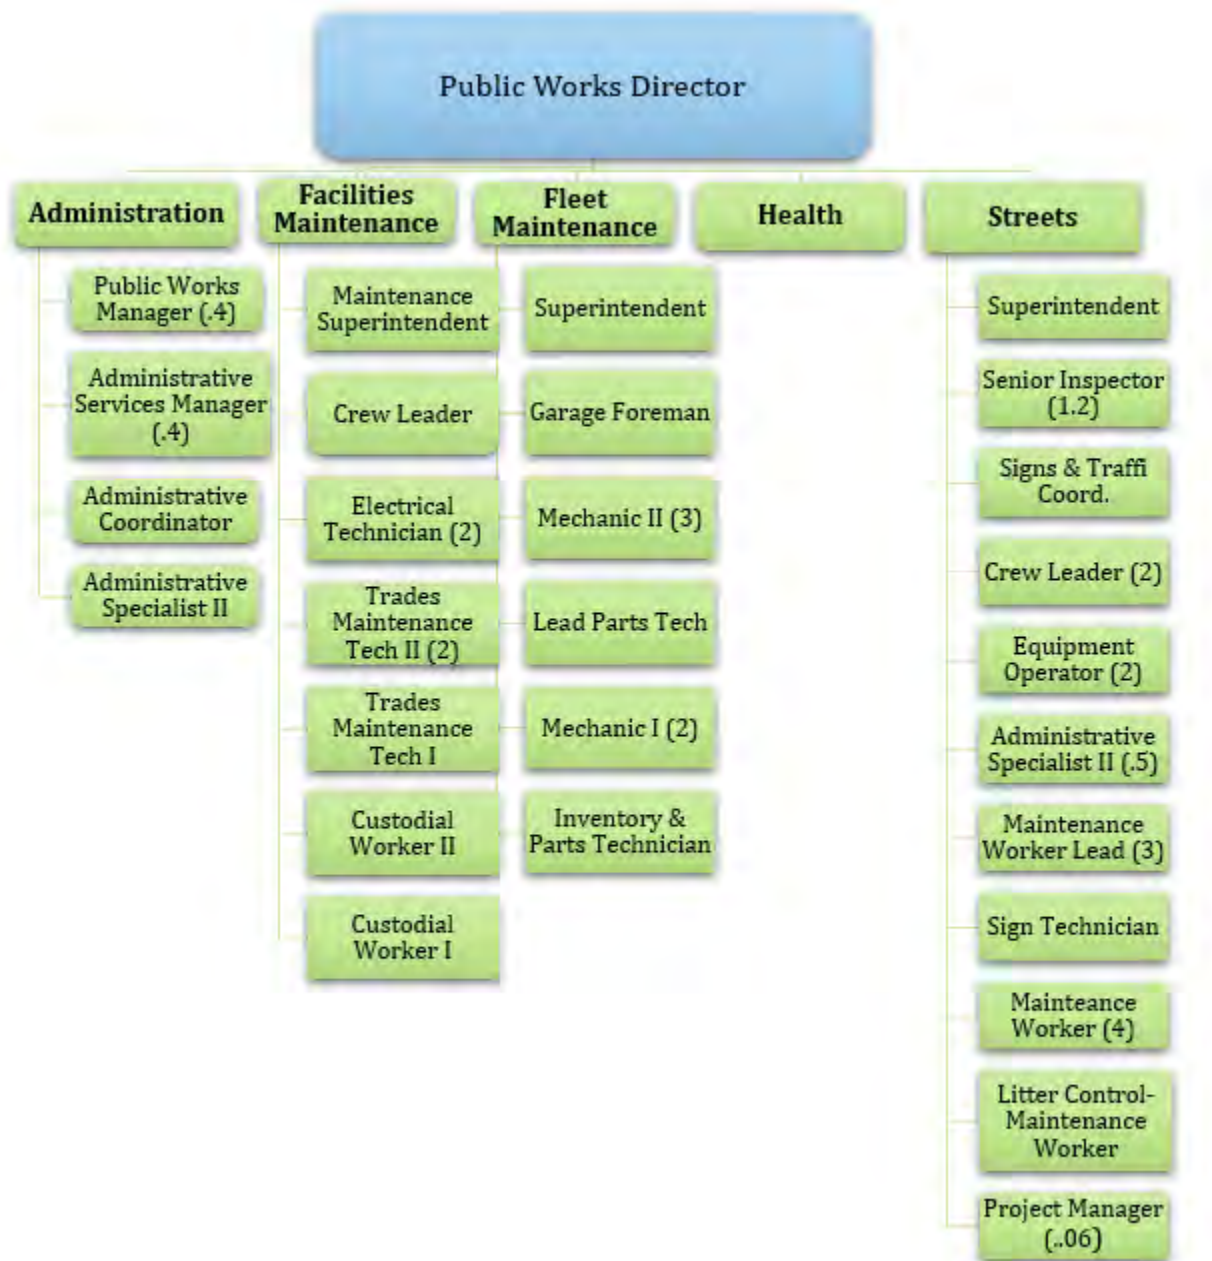 Public Works Director
Administration
Public Works
Manager (.4)
Administrative
Services Manager
(.4)
Administrative
Coordinator
Administrative
Specialist II
Facilities
Maintenance
Maintenance
Superintendent
Crew Leader
Electrical
Technician (2)
Trades
Maintenance
Tech II (2)
Trades
Maintenance
Tech I
Custodial
Worker II
Custodial
Worker I
Fleet
Maintenance
Superintendent
Garage Foreman
Mechanic II (3)
Lead Parts Tech
Mechanic I (2)
Inventory &
Parts Technician
Health
Streets
Superintendent
Senior Inspector
(1.2)
Signs & Traffi
Coord.
Crew Leader (2)
Equipment
Operator (2)
Administrative
Specialist II (.5)
Maintenance
Worker Lead (3)
Sign Technician
Mainteance
Worker (4)
Litter Control-
Maintenance
Worker
Project Manager
(..06)